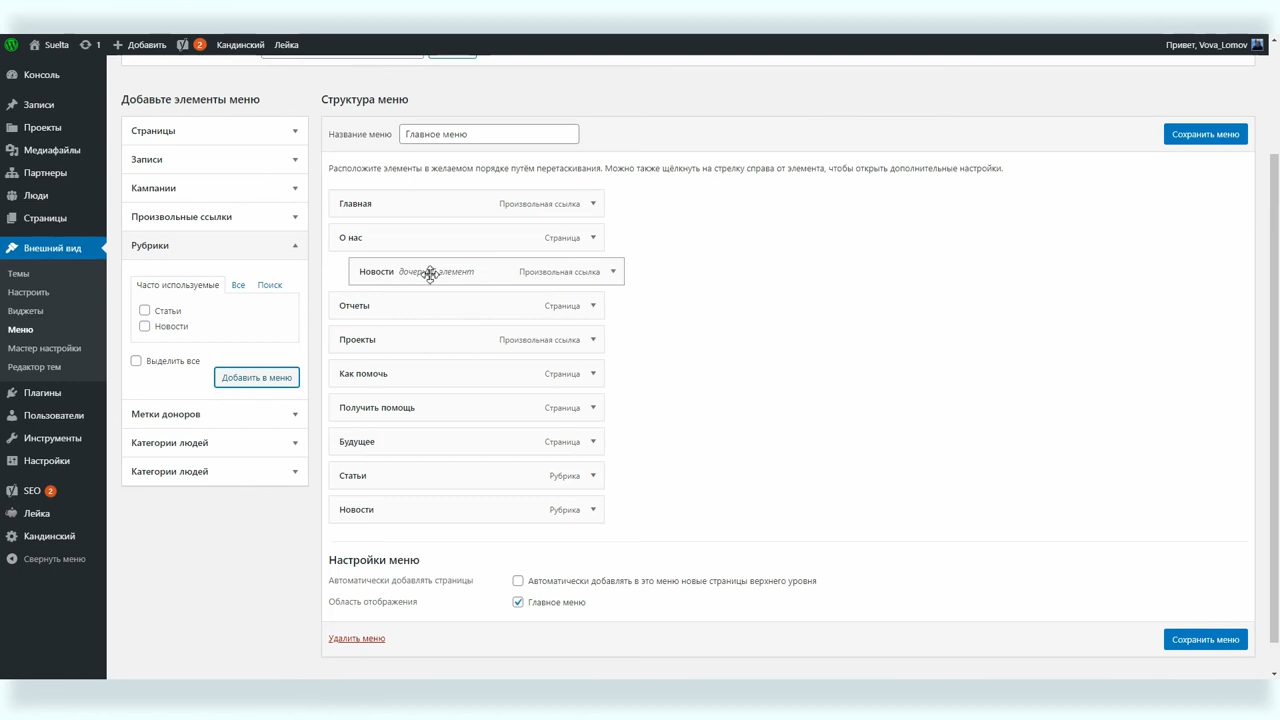 Suelta 1 Добавить 2 Кандинский Лейка Привет, Vova_Lomov
Консоль
Записи
Проекты
Медиафайлы
Партнеры
Люди
Страницы
Внешний вид
Темы
Настроить
Виджеты
Меню
Мастер настройки
Редактор тем
Плагины
Пользователи
Инструменты
Настройки
SEO 2
Лейка
Кандинский
Свернуть меню
Добавьте элементы меню
Страницы
Записи
Кампании
Произвольные ссылки
Рубрики
Часто используемые Все Поиск
Статьи
Новости
Выделить все
Добавить в меню
Метки доноров
Категории людей
Категории людей
Структура меню
Название меню Главное меню Сохранить меню
Расположите элементы в желаемом порядке путём перетаскивания. Можно также щёлкнуть на стрелку справа от элемента, чтобы открыть дополнительные настройки.
Главная Произвольная ссылка
О нас Страница
Новости дочерний элемент Произвольная ссылка
Отчеты Страница
Проекты Произвольная ссылка
Как помочь Страница
Получить помощь Страница
Будущее Страница
Статьи Рубрика
Новости Рубрика
Настройки меню
Автоматически добавлять страницы Автоматически добавлять в это меню новые страницы верхнего уровня
Область отображения Главное меню
Удалить меню Сохранить меню